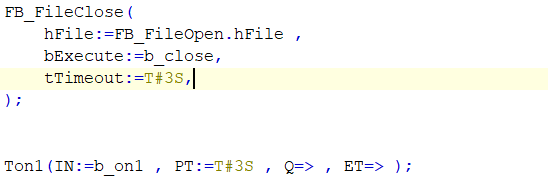 FB_FileClose(
hFile:=FB_FileOpen.hFile ,
bExecute:=b_close,
tTimeout:=T#3S,
);
Ton1(IN:=b_on1 , PT:=T#3S , Q=> , ET=> );